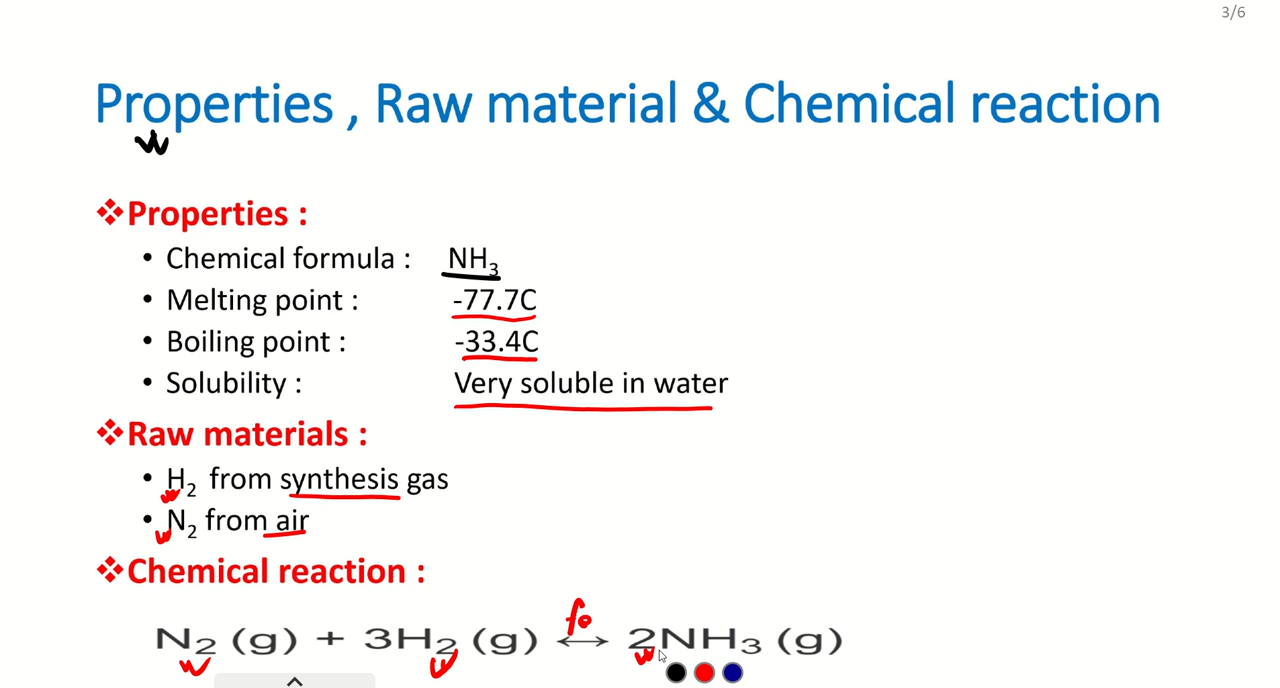 3/6
Properties , Raw material & Chemical reaction
❖Properties :
• Chemical formula : NH₃
• Melting point : -77.7C
• Boiling point : -33.4C
• Solubility : Very soluble in water
❖Raw materials :
• H₂ from synthesis gas
• N₂ from air
❖Chemical reaction :
fe
N₂ (g) + 3H₂ (g) ↔ 2NH₃ (g)